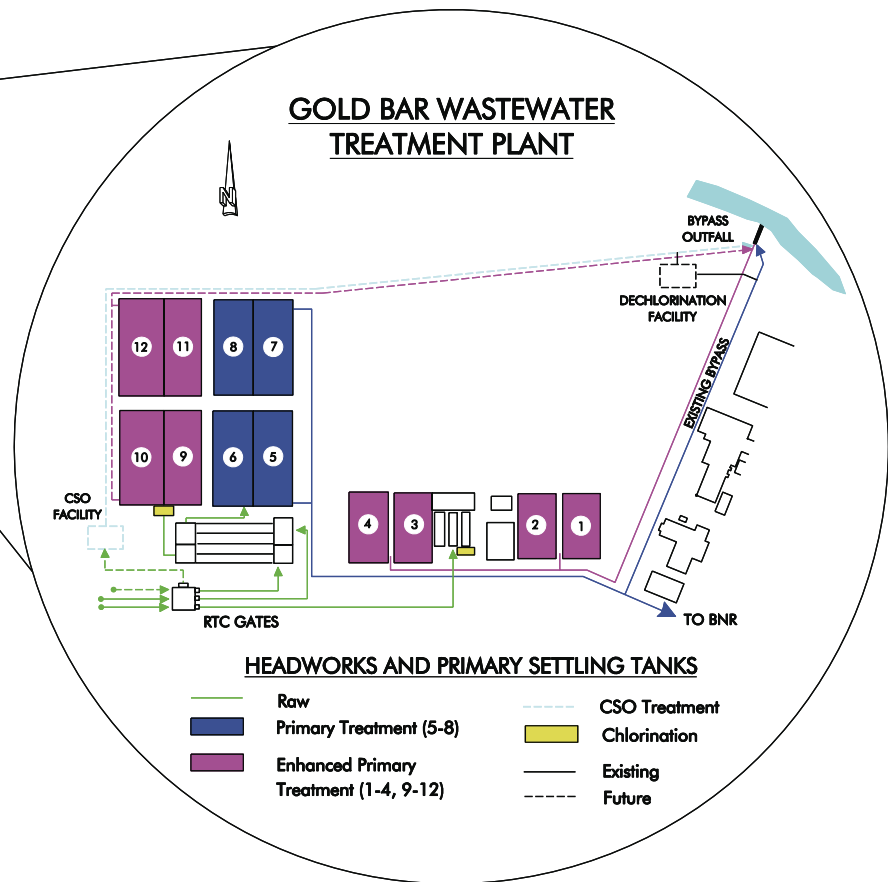 GOLD BAR WASTEWATER
TREATMENT PLANT
N
BYPASS
OUTFALL
DECHLORINATION
FACILITY
EXISTING BYPASS
12
11
8
7
10
9
6
5
CSO
FACILITY
4
3
2
1
RTC GATES
TO BNR
HEADWORKS AND PRIMARY SETTLING TANKS
Raw
Primary Treatment (5-8)
Enhanced Primary
Treatment (1-4, 9-12)
CSO Treatment
Chlorination
Existing
Future